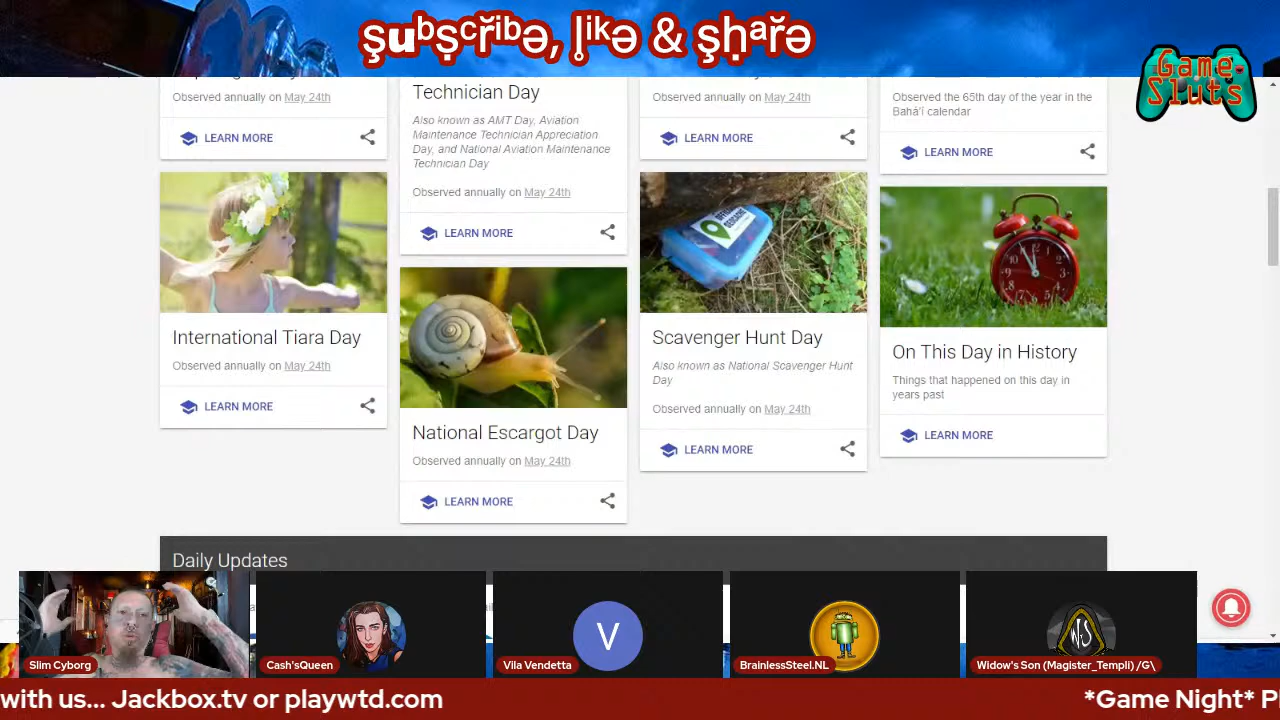 şuᵇṣᶜřⁱᵇə, ḷⁱᵏə & şḥᵃřə
Game-
Sluts
Observed annually on May 24th
LEARN MORE
Technician Day
Also known as AMT Day, Aviation
Maintenance Technician Appreciation
Day, and National Aviation Maintenance
Technician Day
Observed annually on May 24th
LEARN MORE
Observed annually on May 24th
LEARN MORE
Observed the 65th day of the year in the
Bahá'í calendar
LEARN MORE
International Tiara Day
Observed annually on May 24th
LEARN MORE
National Escargot Day
Observed annually on May 24th
LEARN MORE
Scavenger Hunt Day
Also known as National Scavenger Hunt
Day
Observed annually on May 24th
LEARN MORE
On This Day in History
Things that happened on this day in
years past
LEARN MORE
Daily Updates
Slim Cyborg
Cash'sQueen
V
Vila Vendetta
BrainlessSteel.NL
WS
Widow's Son (Magister_Templi) /G\
with us... Jackbox.tv or playwtd.com
*Game Night* Pl